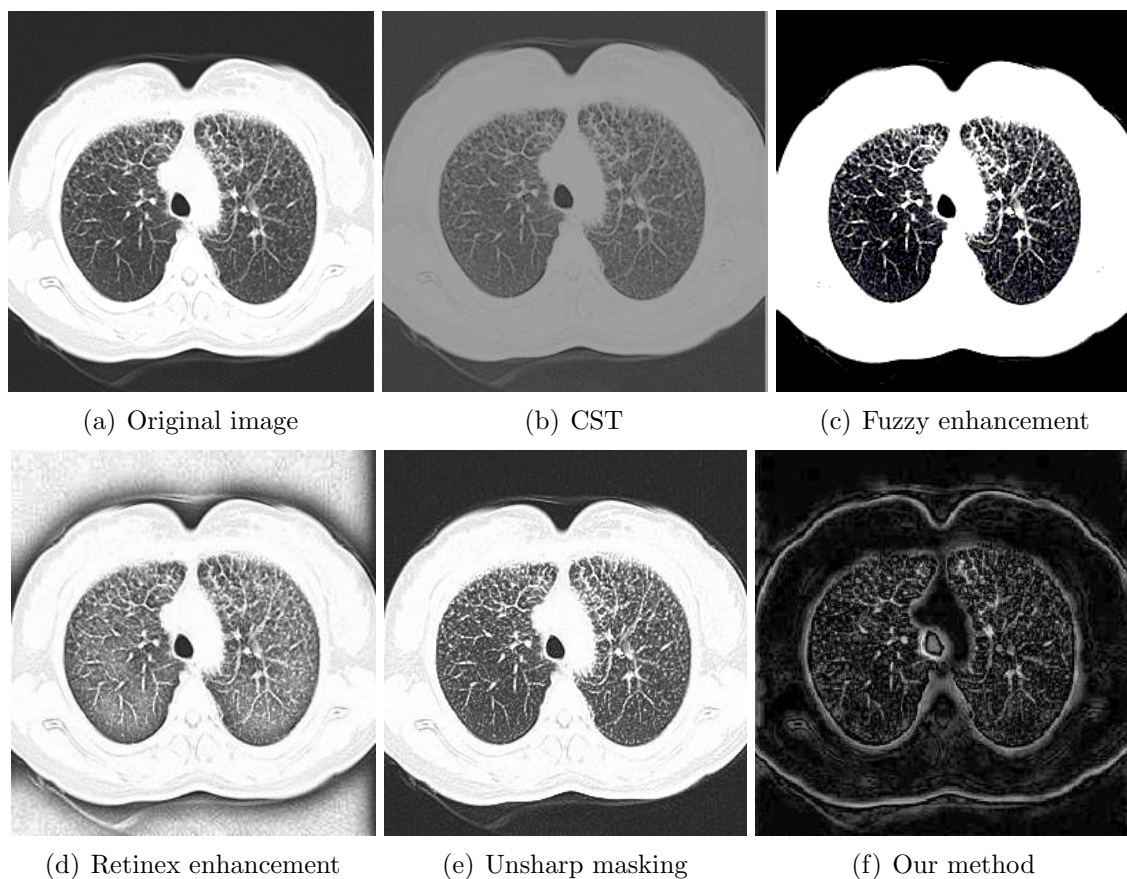 (a) Original image
(b) CST
(c) Fuzzy enhancement
(d) Retinex enhancement
(e) Unsharp masking
(f) Our method